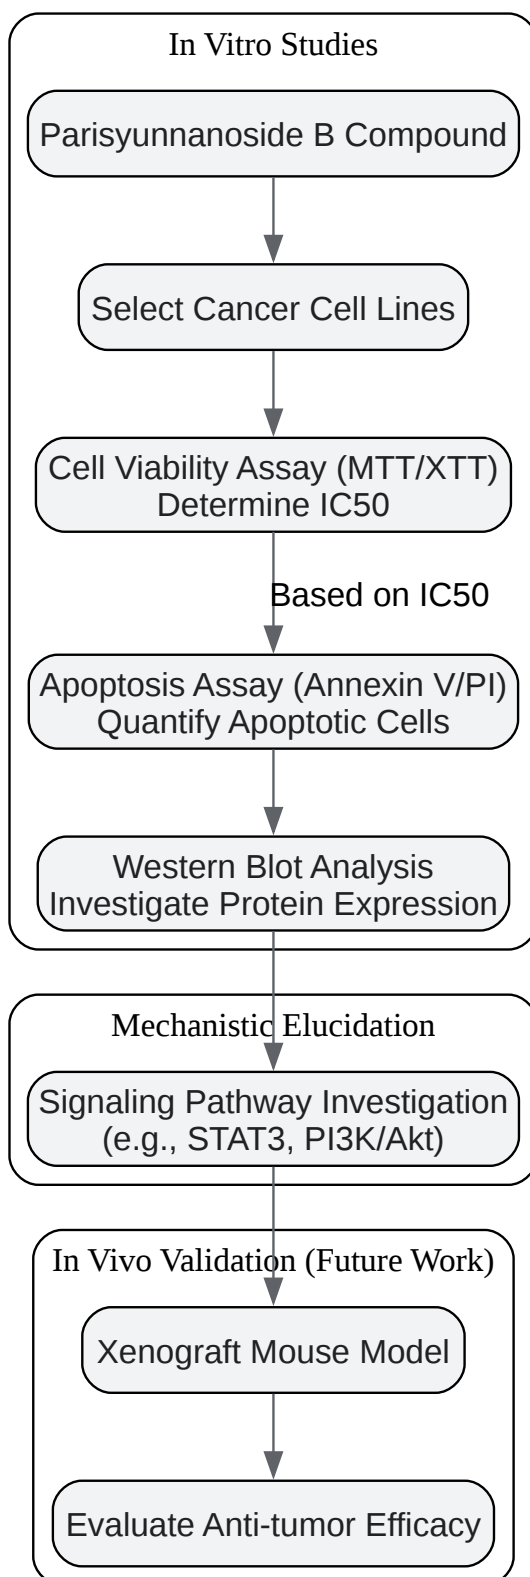 In Vitro Studies
Parisyunnanoside B Compound
Select Cancer Cell Lines
Cell Viability Assay (MTT/XTT)
Determine IC50
Based on IC50
Apoptosis Assay (Annexin V/PI)
Quantify Apoptotic Cells
Western Blot Analysis
Investigate Protein Expression
Mechanistic Elucidation
Signaling Pathway Investigation
(e.g., STAT3, PI3K/Akt)
In Vivo Validation (Future Work)
Xenograft Mouse Model
Evaluate Anti-tumor Efficacy